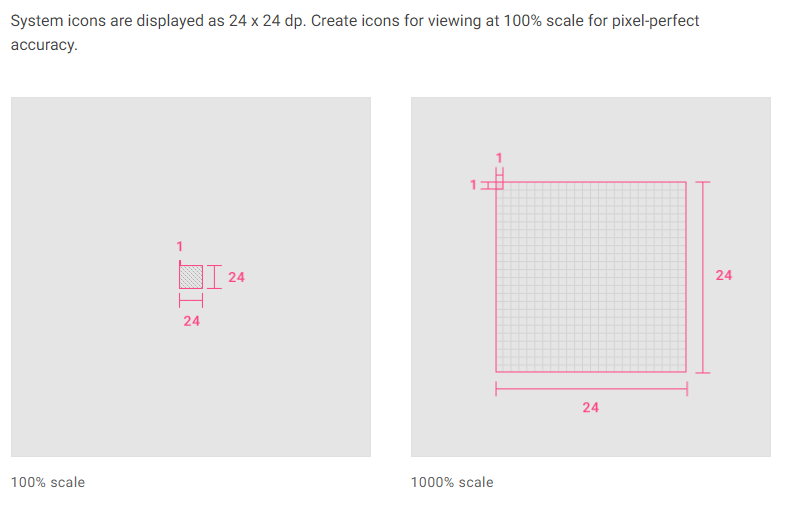 System icons are displayed as 24 x 24 dp. Create icons for viewing at 100% scale for pixel-perfect
accuracy.
1
24
24
1
1
24
24
100% scale
1000% scale